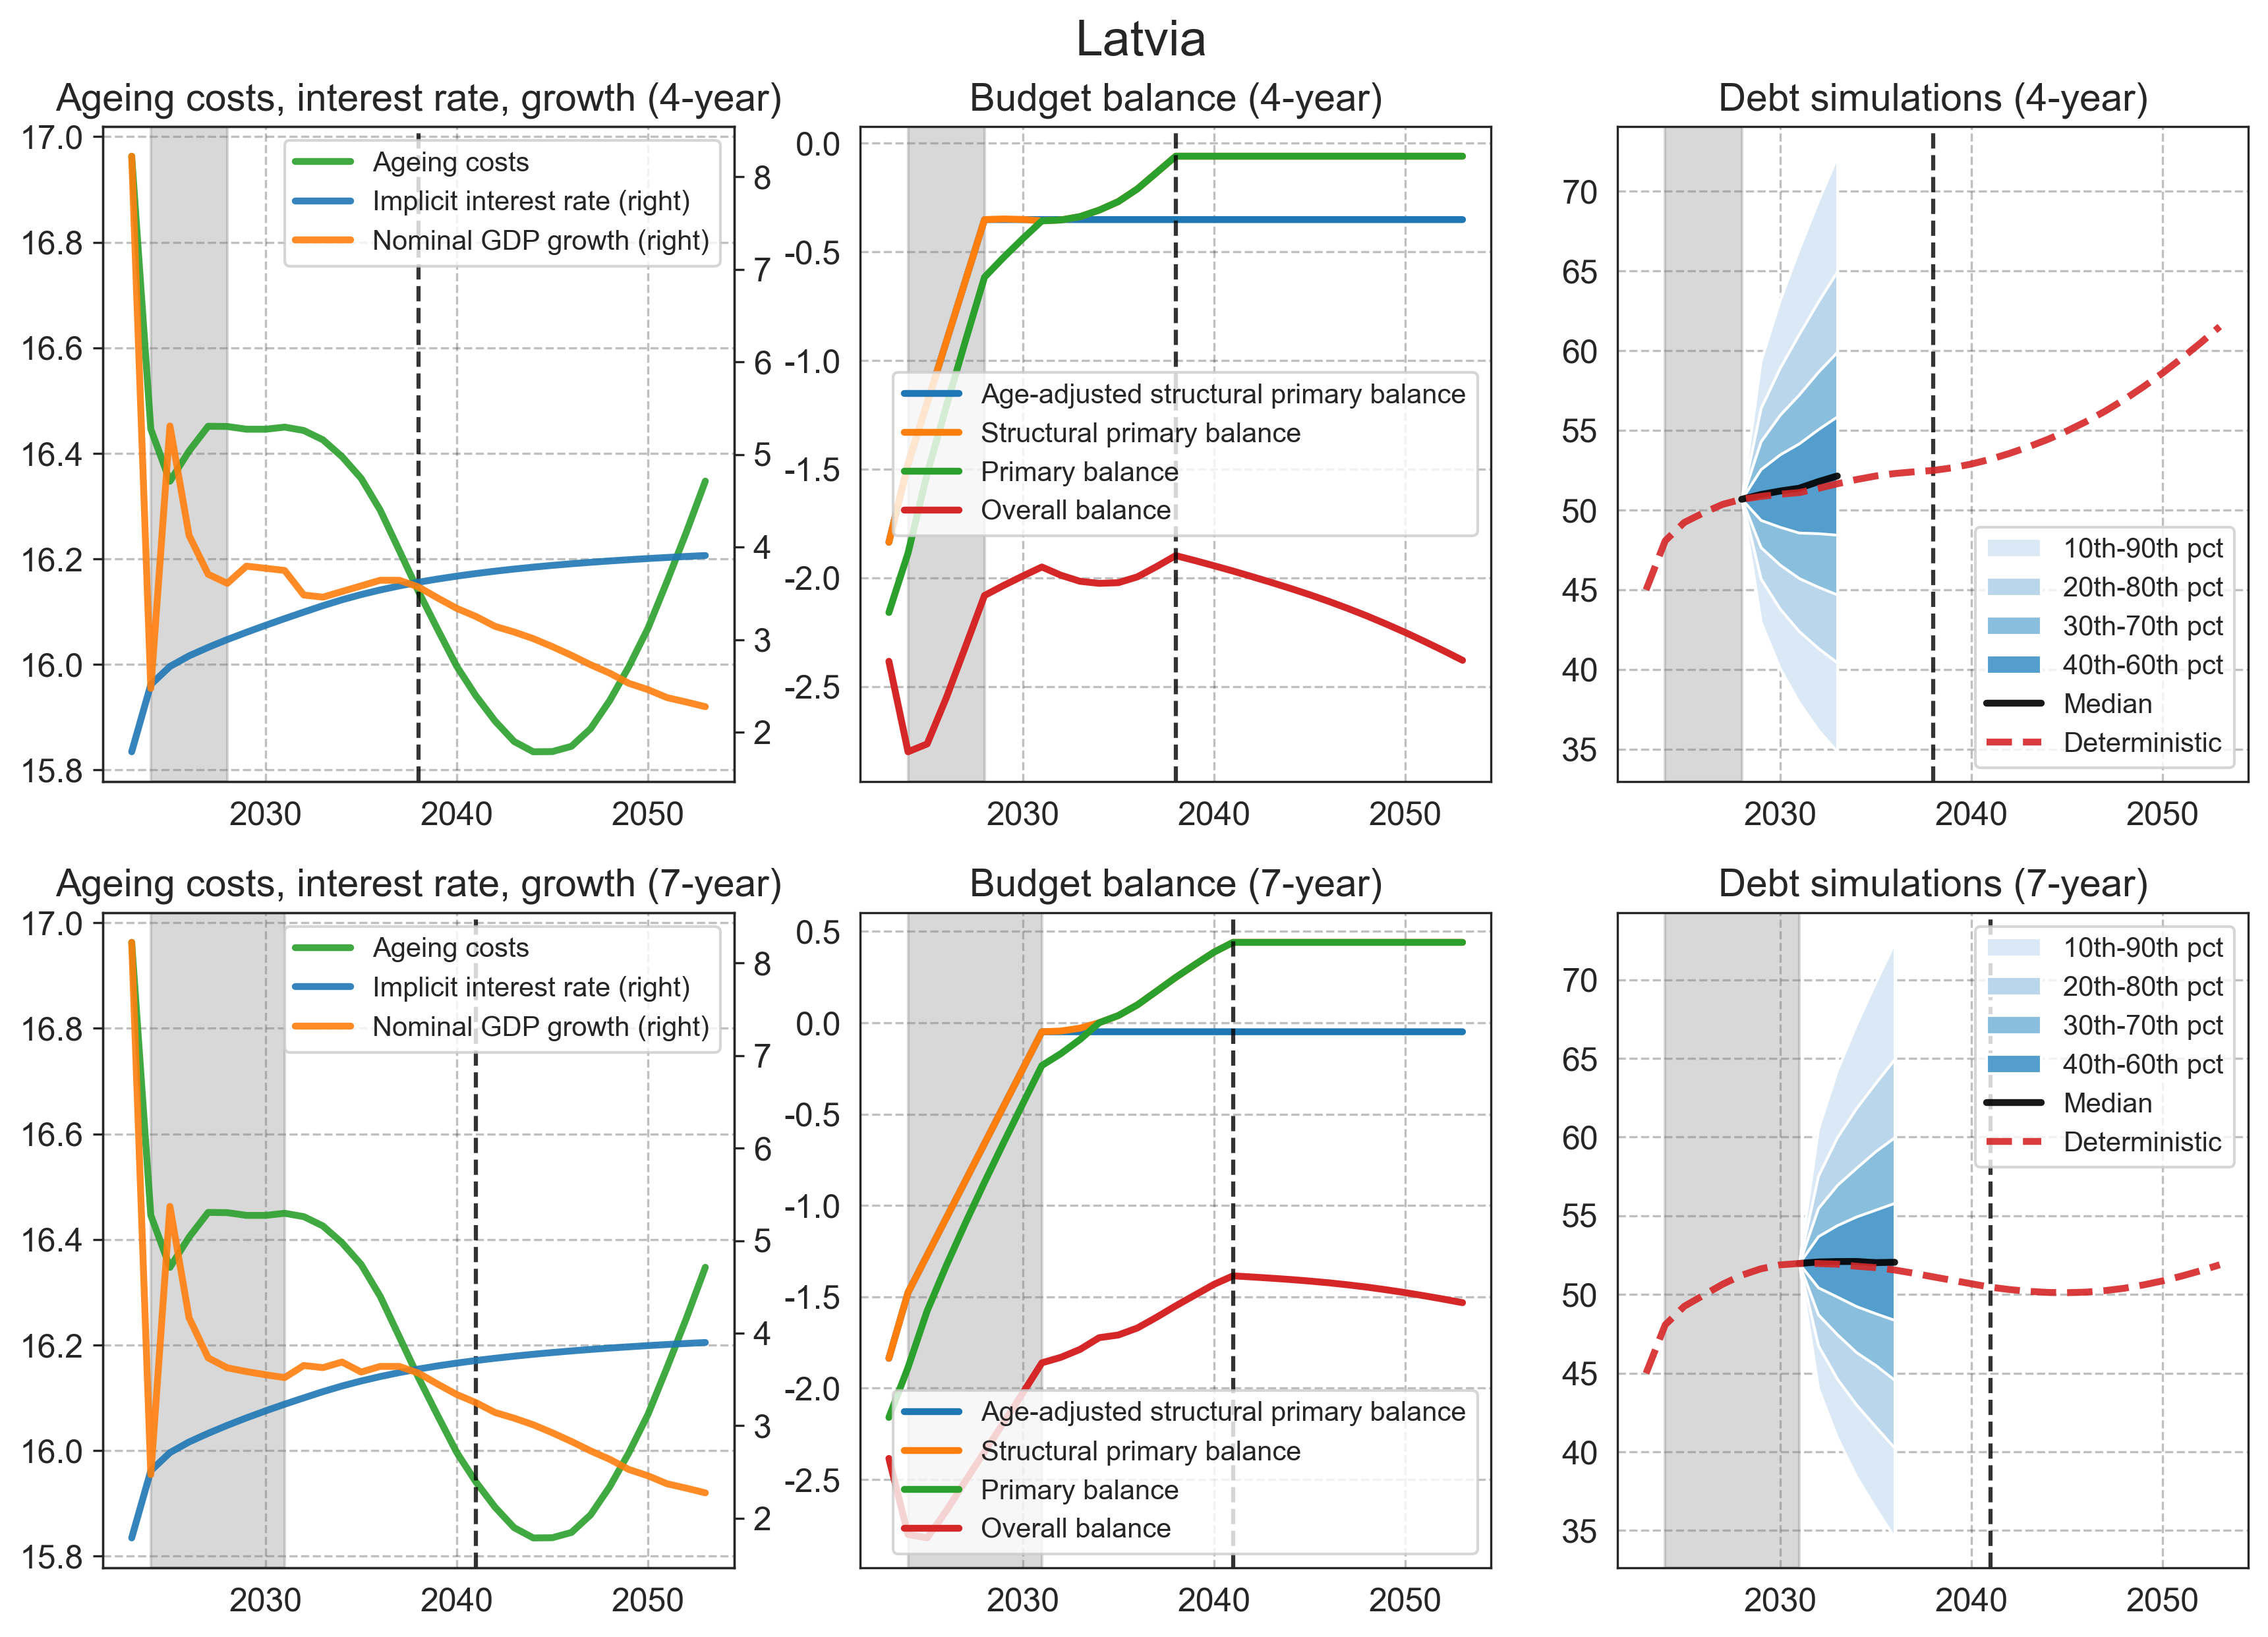 Latvia
Ageing costs, interest rate, growth (4-year)
17.0
16.8
16.6
16.4
16.2
16.0
15.8
8
7
6
5
4
3
2
2030 2040 2050
Ageing costs
Implicit interest rate (right)
Nominal GDP growth (right)
Budget balance (4-year)
0.0
-0.5
-1.0
-1.5
-2.0
-2.5
2030 2040 2050
Age-adjusted structural primary balance
Structural primary balance
Primary balance
Overall balance
Debt simulations (4-year)
70
65
60
55
50
45
40
35
2030 2040 2050
10th-90th pct
20th-80th pct
30th-70th pct
40th-60th pct
Median
Deterministic
Ageing costs, interest rate, growth (7-year)
17.0
16.8
16.6
16.4
16.2
16.0
15.8
8
7
6
5
4
3
2
2030 2040 2050
Ageing costs
Implicit interest rate (right)
Nominal GDP growth (right)
Budget balance (7-year)
0.5
0.0
-0.5
-1.0
-1.5
-2.0
-2.5
2030 2040 2050
Age-adjusted structural primary balance
Structural primary balance
Primary balance
Overall balance
Debt simulations (7-year)
70
65
60
55
50
45
40
35
2030 2040 2050
10th-90th pct
20th-80th pct
30th-70th pct
40th-60th pct
Median
Deterministic